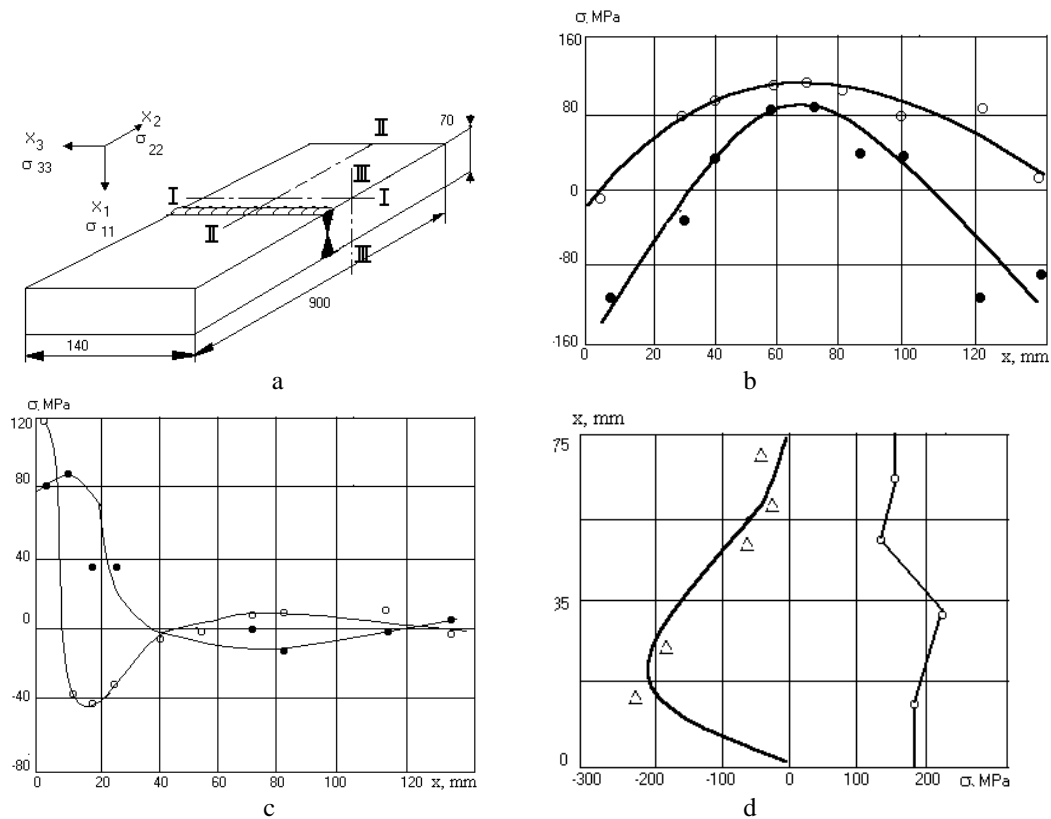 X₂
σ₂₂
X₃
σ₃₃
X₁
σ₁₁
70
II
III
I
I
II
III
900
140
a
σ, MPa
160
80
0
-80
-160
0 20 40 60 80 100 120 x, mm
b
σ, MPa
120
80
40
0
-40
-80
0 20 40 60 80 100 120 x, mm
c
x, mm
75
35
0
-300 -200 -100 0 100 200 σ, MPa
d